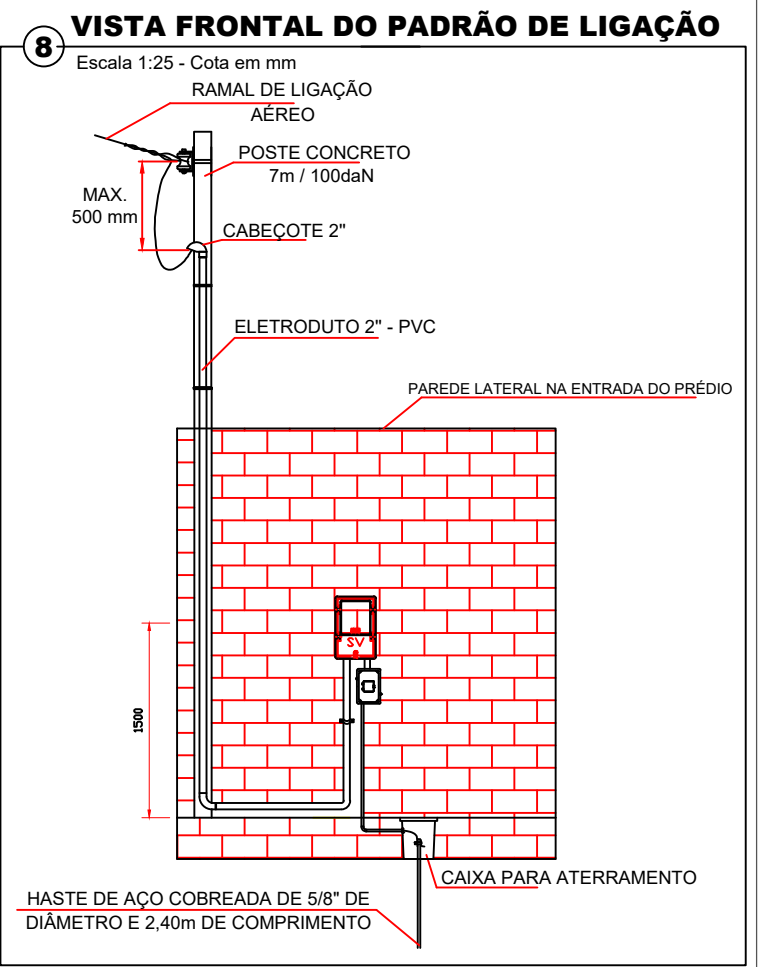 8
VISTA FRONTAL DO PADRÃO DE LIGAÇÃO
Escala 1:25 - Cota em mm
RAMAL DE LIGAÇÃO
AÉREO
POSTE CONCRETO
7m / 100daN
MAX.
500 mm
CABEÇOTE 2"
ELETRODUTO 2" - PVC
PAREDE LATERAL NA ENTRADA DO PRÉDIO
SV
1500
CAIXA PARA ATERRAMENTO
HASTE DE AÇO COBREADA DE 5/8" DE
DIÂMETRO E 2,40m DE COMPRIMENTO